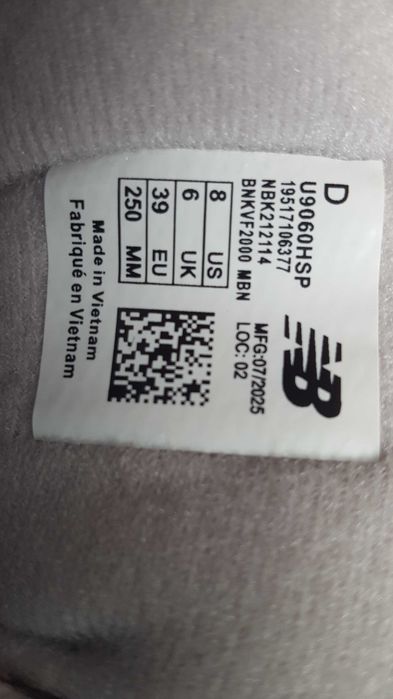 D
U9060HSP
19517106377
NBK212114
BNKVF2000 MBN
MFG:07/2025
LOC: 02
8 US
6 UK
39 EU
250 MM
Made in Vietnam
Fabriqué en Vietnam